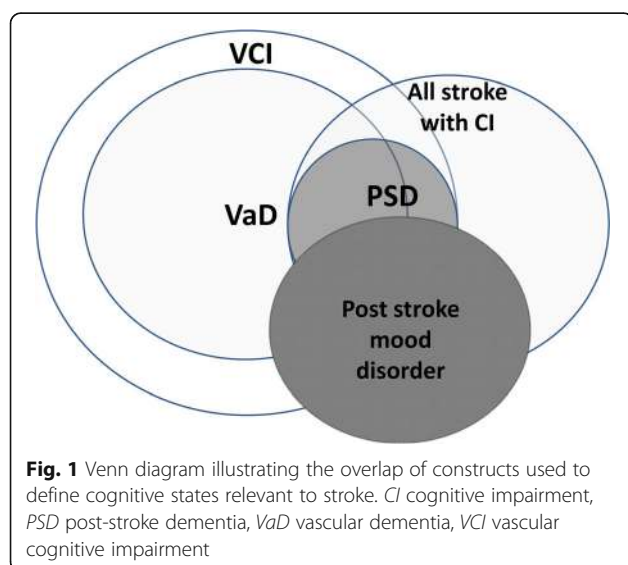 VCI
All stroke
with CI
VaD
PSD
Post stroke
mood
disorder
Fig. 1 Venn diagram illustrating the overlap of constructs used to
define cognitive states relevant to stroke. CI cognitive impairment,
PSD post-stroke dementia, VaD vascular dementia, VCI vascular
cognitive impairment